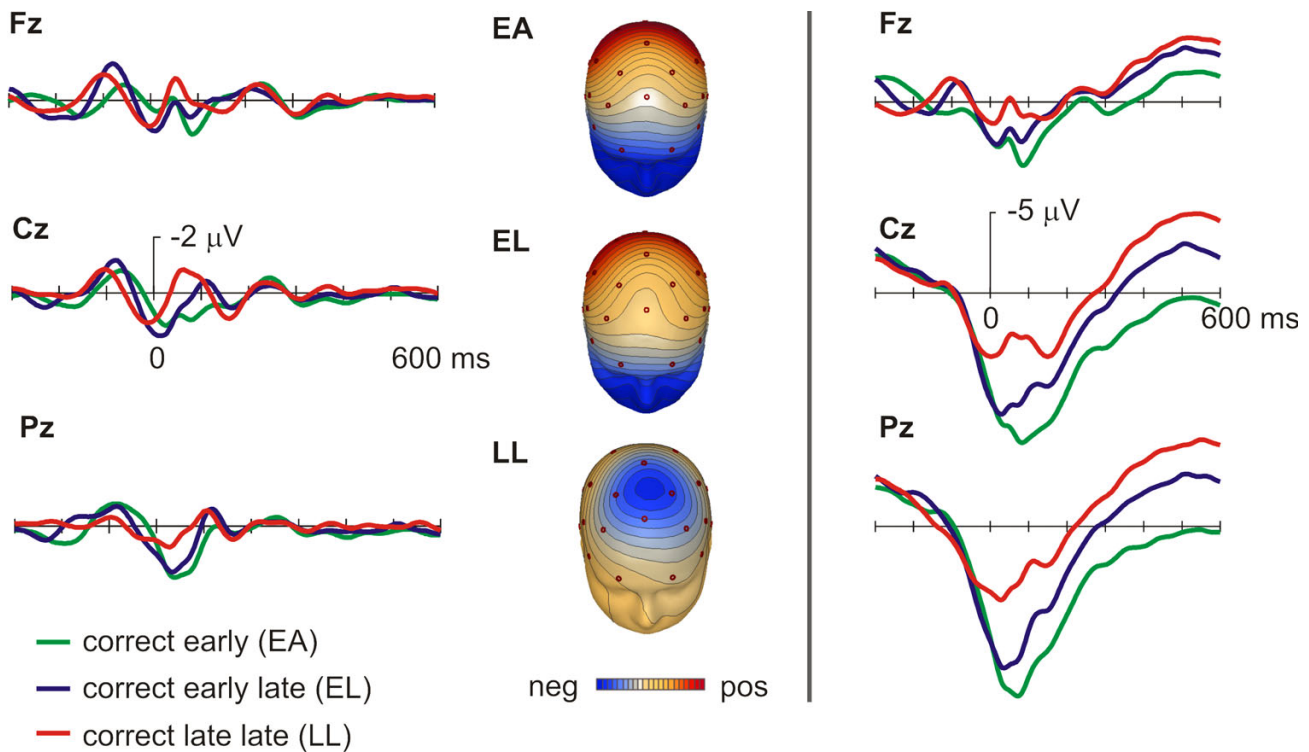 Fz
EA
Fz
Cz
-2 μV
EL
Cz
-5 μV
0
600 ms
0
600 ms
Pz
LL
Pz
correct early (EA)
correct early late (EL)
neg
pos
correct late late (LL)